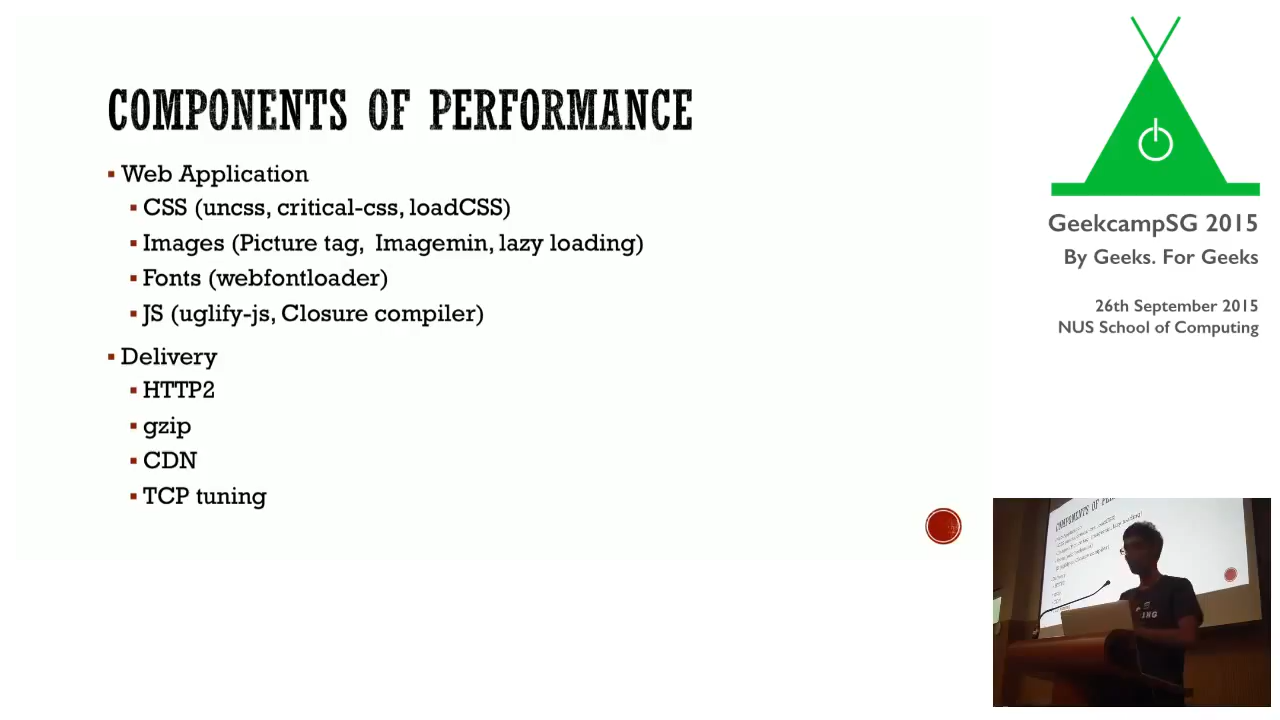 COMPONENTS OF PERFORMANCE
▪ Web Application
▪ CSS (uncss, critical-css, loadCSS)
▪ Images (Picture tag, Imagemin, lazy loading)
▪ Fonts (webfontloader)
▪ JS (uglify-js, Closure compiler)
▪ Delivery
▪ HTTP2
▪ gzip
▪ CDN
▪ TCP tuning
GeekcampSG 2015
By Geeks. For Geeks
26th September 2015
NUS School of Computing
COMPONENTS OF